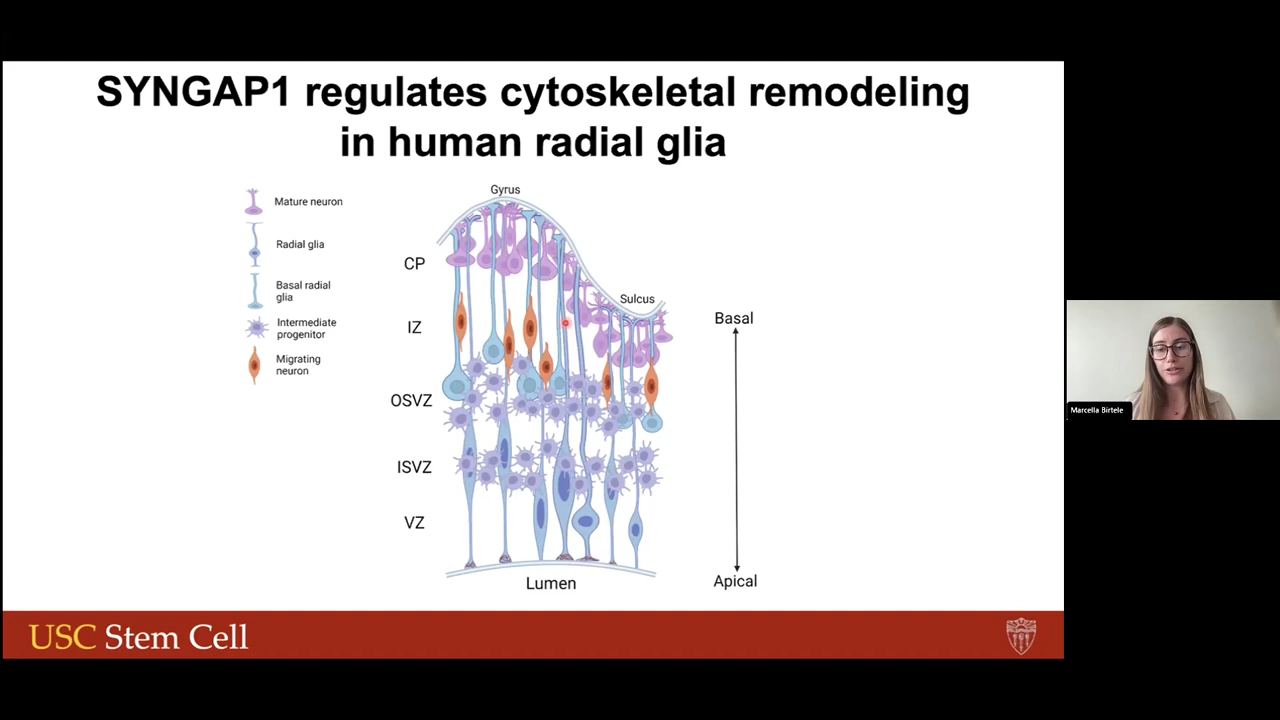 SYNGAP1 regulates cytoskeletal remodeling
in human radial glia
Mature neuron
Radial glia
Basal radial
glia
Intermediate
progenitor
Migrating
neuron
Gyrus
CP
Sulcus
IZ
OSVZ
ISVZ
VZ
Lumen
Basal
Apical
USC Stem Cell
Marcella Birtele